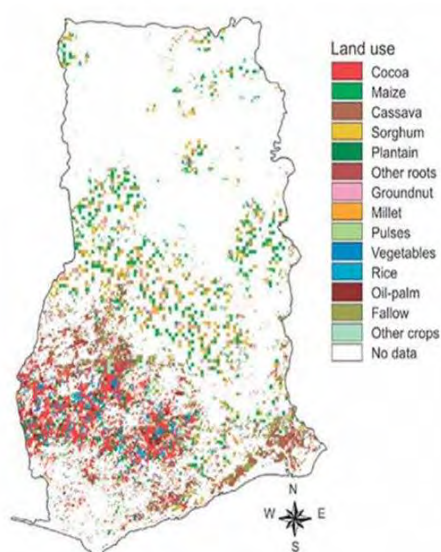 Land use
Cocoa
Maize
Cassava
Sorghum
Plantain
Other roots
Groundnut
Millet
Pulses
Vegetables
Rice
Oil-palm
Fallow
Other crops
No data
N
W E
S